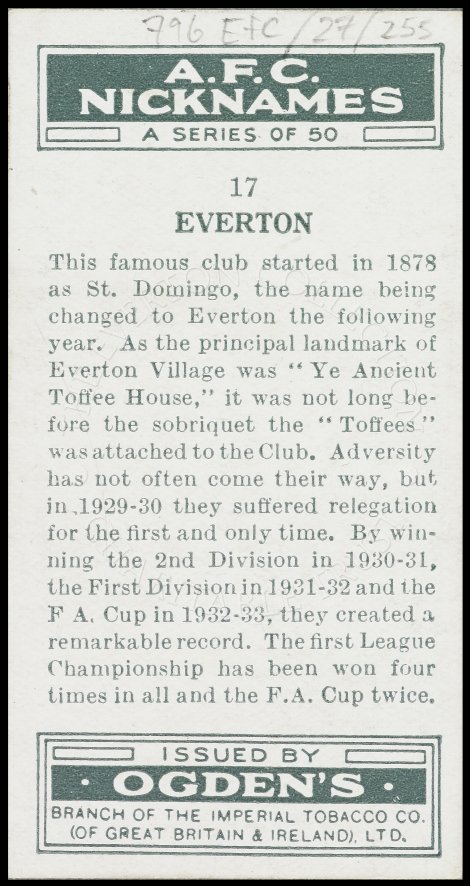 796 EFC/27/255
A.F.C.
NICKNAMES
A SERIES OF 50
17
EVERTON
This famous club started in 1878
as St. Domingo, the name being
changed to Everton the following
year. As the principal landmark of
Everton Village was "Ye Ancient
Toffee House," it was not long be-
fore the sobriquet the "Toffees"
was attached to the Club. Adversity
has not often come their way, but
in 1929-30 they suffered relegation
for the first and only time. By win-
ning the 2nd Division in 1930-31,
the First Division in 1931-32 and the
F A. Cup in 1932-33, they created a
remarkable record. The first League
Championship has been won four
times in all and the F.A. Cup twice.
ISSUED BY
· OGDEN'S ·
BRANCH OF THE IMPERIAL TOBACCO CO.
(OF GREAT BRITAIN & IRELAND), LTD.